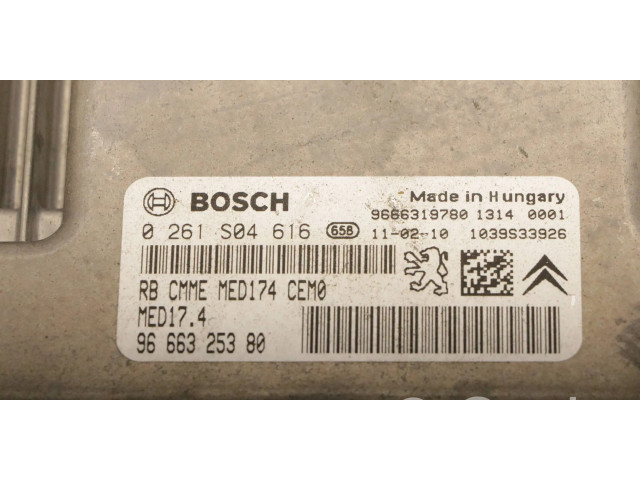 BOSCH
Made in Hungary
9666319780 1314 0001
0 261 S04 616 658
11-02-10 1039S33926
RB CMME MED174 CEM0
MED17.4
96 663 253 80